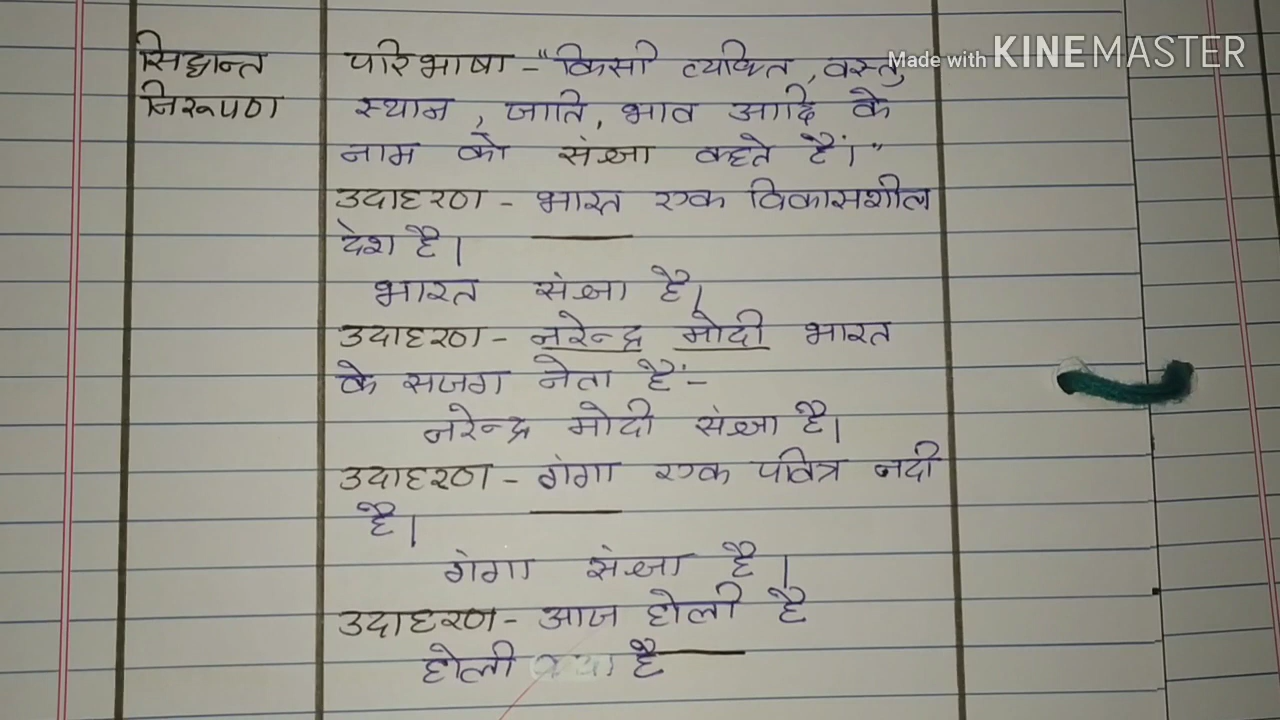 Made with KINEMASTER
सिद्धान्त
निरूपण
परिभाषा - "किसी व्यक्ति, वस्तु
स्थान, जाति, भाव आदि के
नाम को संज्ञा कहते हैं।"
उदाहरण - भारत एक विकासशील
देश है।
भारत संज्ञा है।
उदाहरण - नरेन्द्र मोदी भारत
के सजग नेता हैं:-
नरेन्द्र मोदी संज्ञा है।
उदाहरण - गंगा एक पवित्र नदी
है।
गंगा संज्ञा है।
उदाहरण - आज होली है
होली है